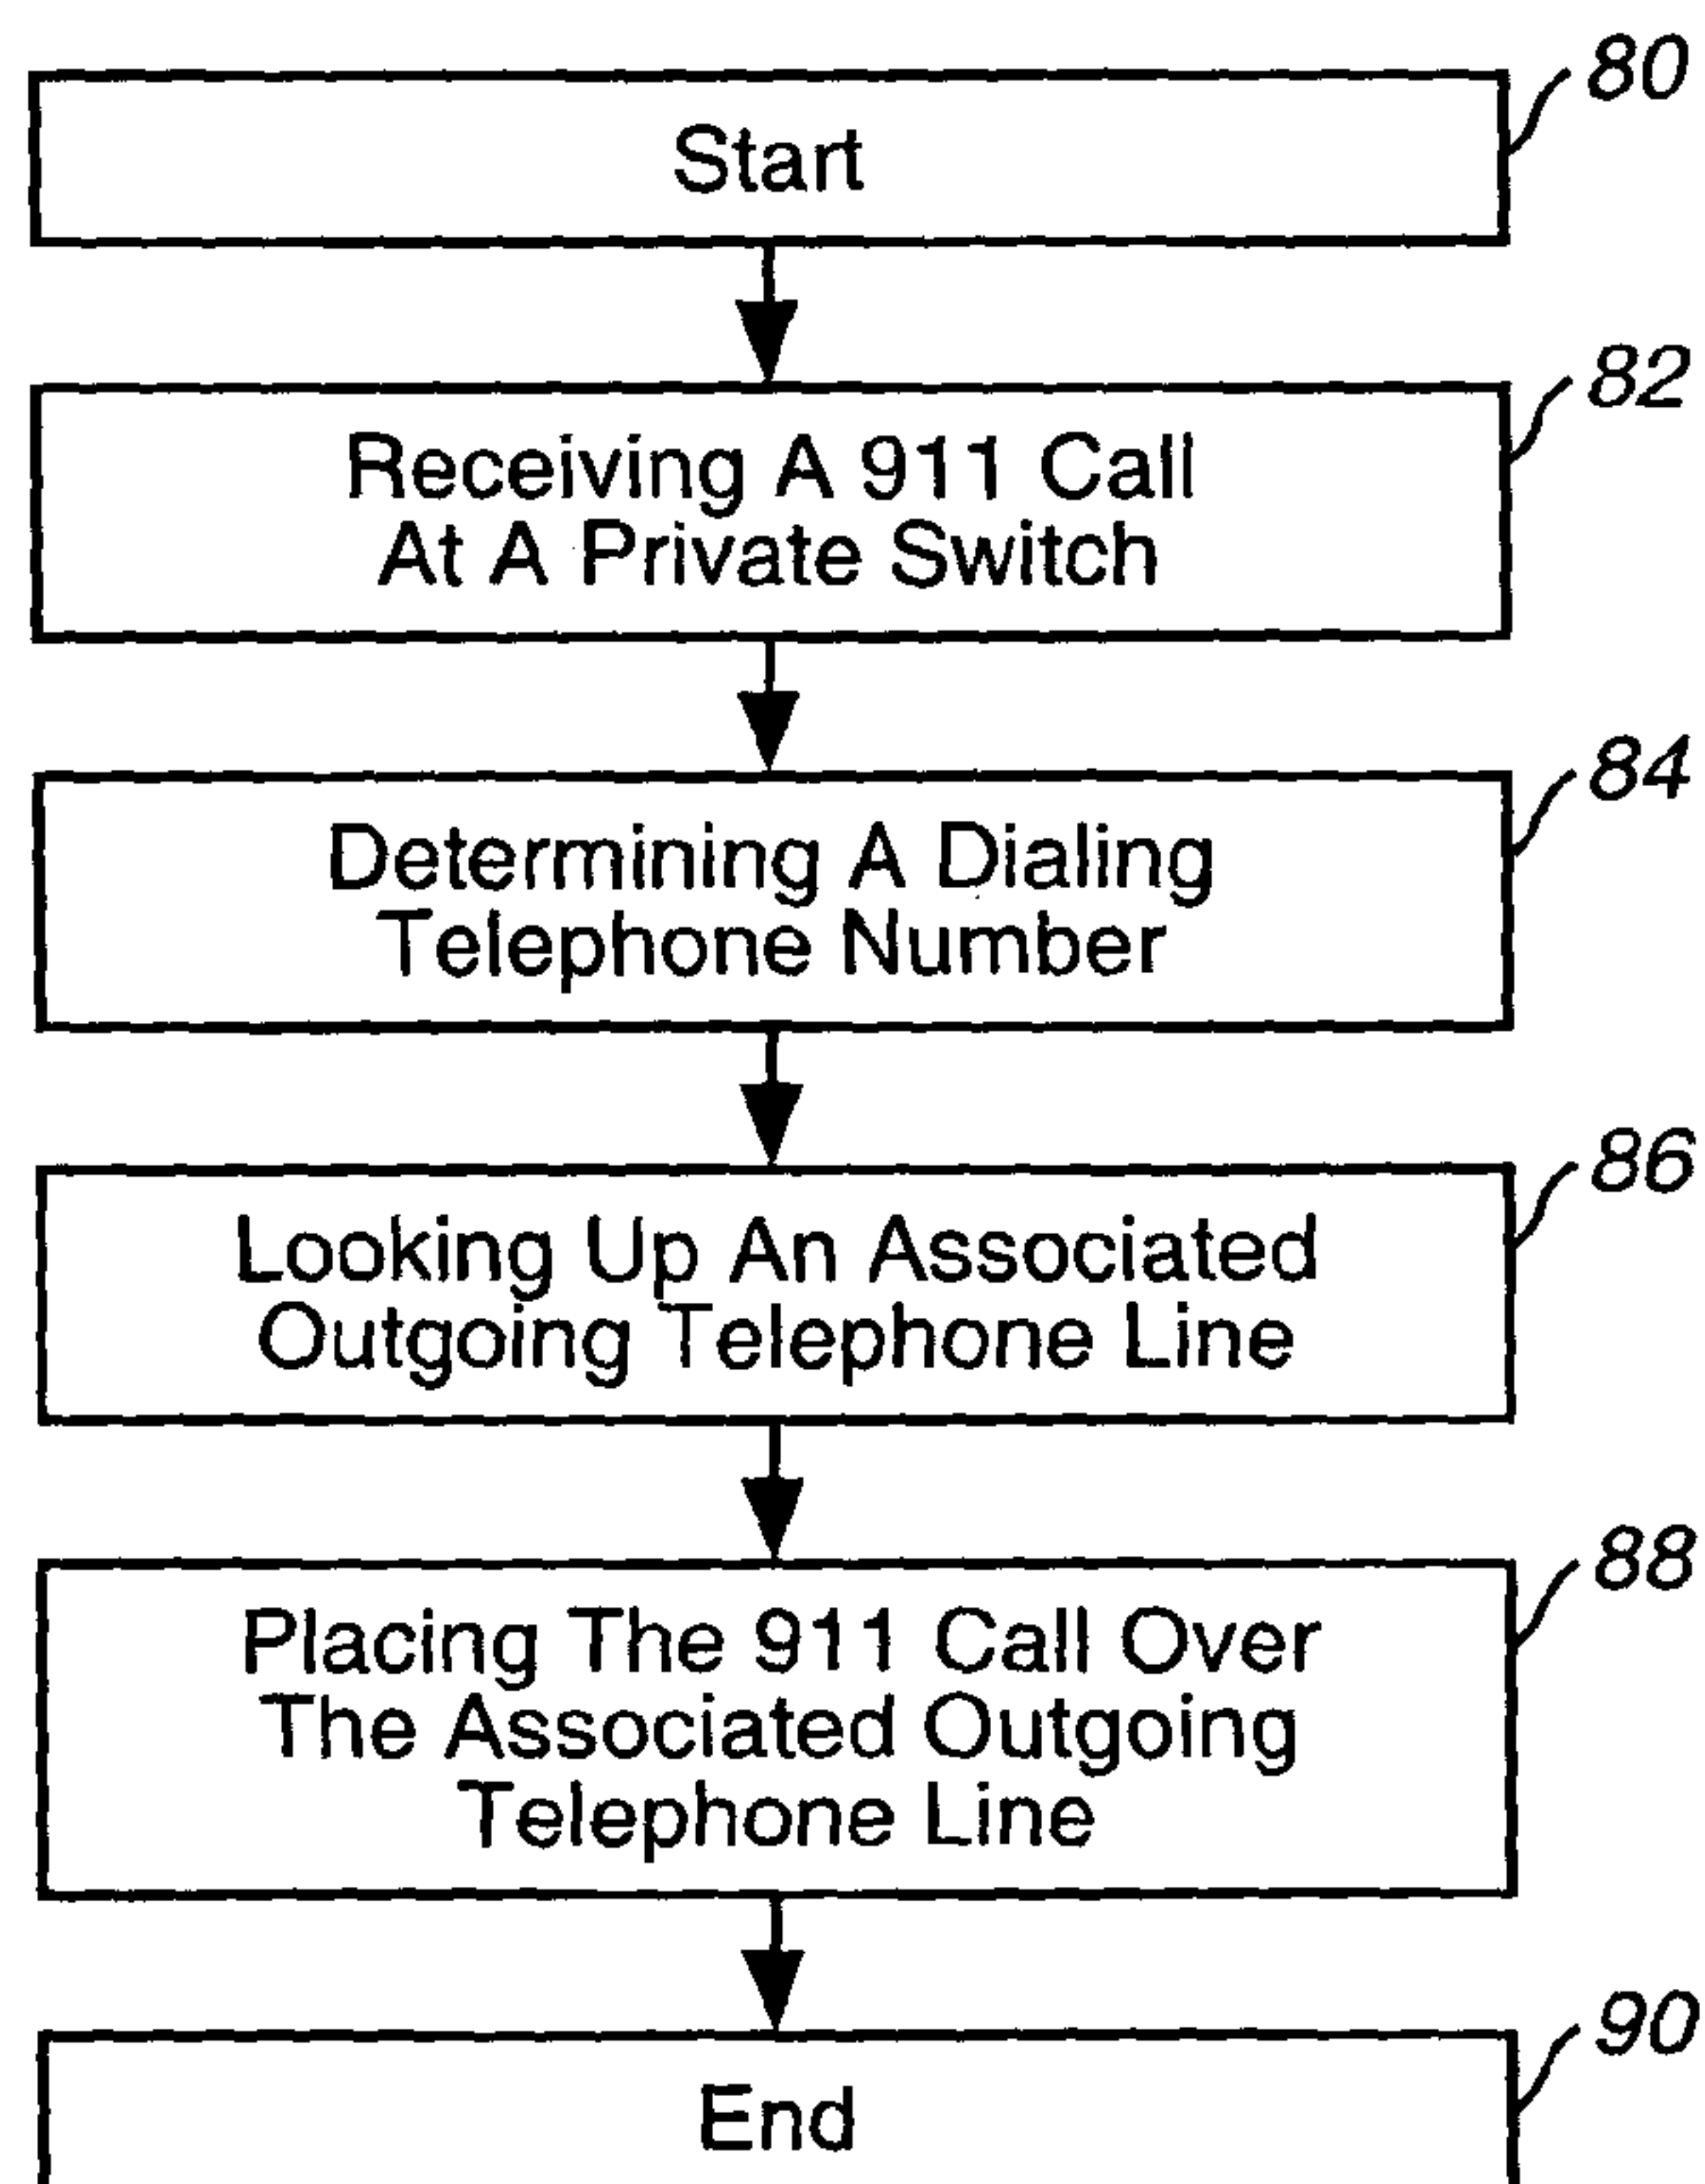 80
Start
82
Receiving A 911 Call
At A Private Switch
84
Determining A Dialing
Telephone Number
86
Looking Up An Associated
Outgoing Telephone Line
88
Placing The 911 Call Over
The Associated Outgoing
Telephone Line
90
End